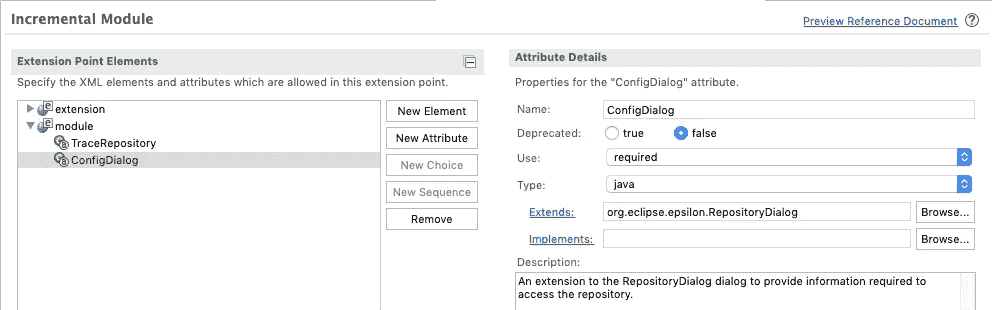 Incremental Module
Preview Reference Document
Extension Point Elements
Specify the XML elements and attributes which are allowed in this extension point.
extension
module
TraceRepository
ConfigDialog
New Element
New Attribute
New Choice
New Sequence
Remove
Attribute Details
Properties for the "ConfigDialog" attribute.
Name: ConfigDialog
Deprecated: true false
Use: required
Type: java
Extends: org.eclipse.epsilon.RepositoryDialog Browse...
Implements: Browse...
Description:
An extension to the RepositoryDialog dialog to provide information required to
access the repository.